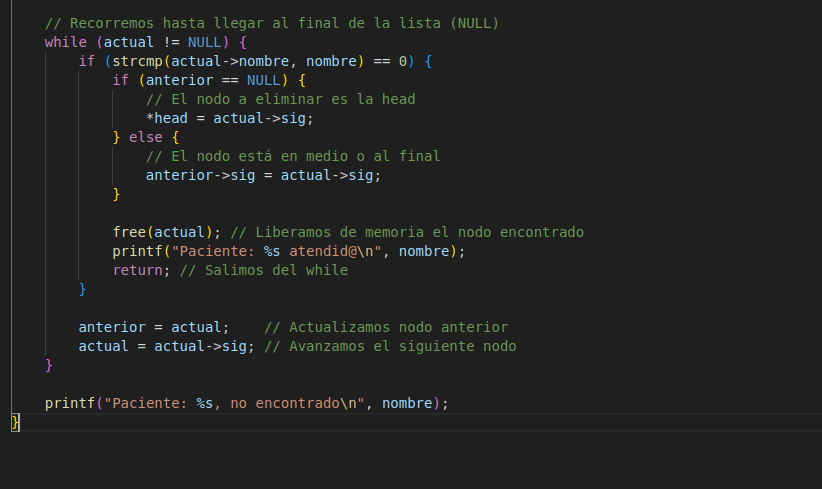 // Recorremos hasta llegar al final de la lista (NULL)
while (actual != NULL) {
if (strcmp(actual->nombre, nombre) == 0) {
if (anterior == NULL) {
// El nodo a eliminar es la head
*head = actual->sig;
} else {
// El nodo está en medio o al final
anterior->sig = actual->sig;
}
free(actual); // Liberamos de memoria el nodo encontrado
printf("Paciente: %s atendid@\n", nombre);
return; // Salimos del while
}
anterior = actual;    // Actualizamos nodo anterior
actual = actual->sig; // Avanzamos el siguiente nodo
}
printf("Paciente: %s, no encontrado\n", nombre);
}